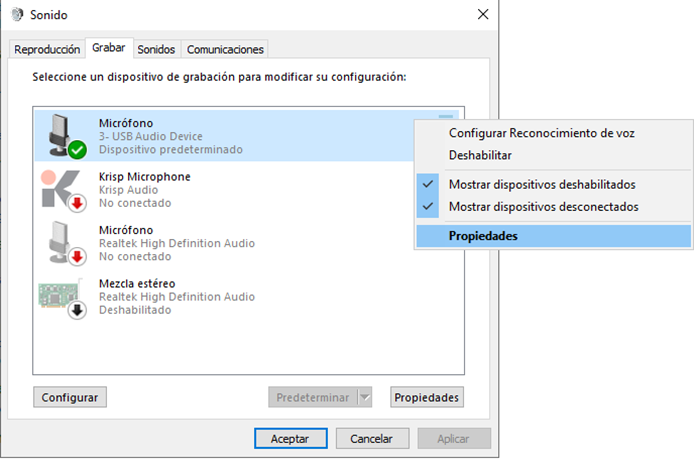 Sonido
Reproducción
Grabar
Sonidos
Comunicaciones
Seleccione un dispositivo de grabación para modificar su configuración:
Micrófono
3- USB Audio Device
Dispositivo predeterminado
Krisp Microphone
Krisp Audio
No conectado
Micrófono
Realtek High Definition Audio
No conectado
Mezcla estéreo
Realtek High Definition Audio
Deshabilitado
Configurar Reconocimiento de voz
Deshabilitar
Mostrar dispositivos deshabilitados
Mostrar dispositivos desconectados
Propiedades
Configurar
Predeterminar
Propiedades
Aceptar
Cancelar
Aplicar